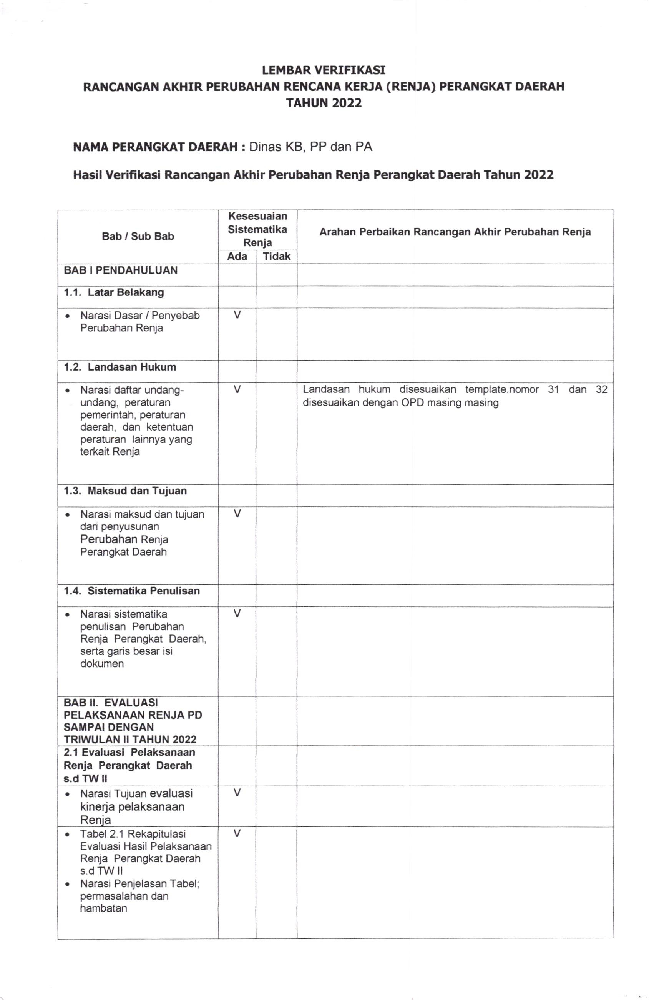 LEMBAR VERIFIKASI
RANCANGAN AKHIR PERUBAHAN RENCANA KERJA (RENJA) PERANGKAT DAERAH
TAHUN 2022
NAMA PERANGKAT DAERAH : Dinas KB, PP dan PA
Hasil Verifikasi Rancangan Akhir Perubahan Renja Perangkat Daerah Tahun 2022
Bab / Sub Bab
Kesesuaian
Sistematika
Renja
Ada Tidak
Arahan Perbaikan Rancangan Akhir Perubahan Renja
BAB I PENDAHULUAN
1.1. Latar Belakang
• Narasi Dasar / Penyebab V
Perubahan Renja
1.2. Landasan Hukum
• Narasi daftar undang- V Landasan hukum disesuaikan template.nomor 31 dan 32
undang, peraturan disesuaikan dengan OPD masing masing
pemerintah, peraturan
daerah, dan ketentuan
peraturan lainnya yang
terkait Renja
1.3. Maksud dan Tujuan
• Narasi maksud dan tujuan V
dari penyusunan
Perubahan Renja
Perangkat Daerah
1.4. Sistematika Penulisan
• Narasi sistematika V
penulisan Perubahan
Renja Perangkat Daerah,
serta garis besar isi
dokumen
BAB II. EVALUASI
PELAKSANAAN RENJA PD
SAMPAI DENGAN
TRIWULAN II TAHUN 2022
2.1 Evaluasi Pelaksanaan
Renja Perangkat Daerah
s.d TW II
• Narasi Tujuan evaluasi V
kinerja pelaksanaan
Renja
• Tabel 2.1 Rekapitulasi V
Evaluasi Hasil Pelaksanaan
Renja Perangkat Daerah
s.d TW II
• Narasi Penjelasan Tabel;
permasalahan dan
hambatan